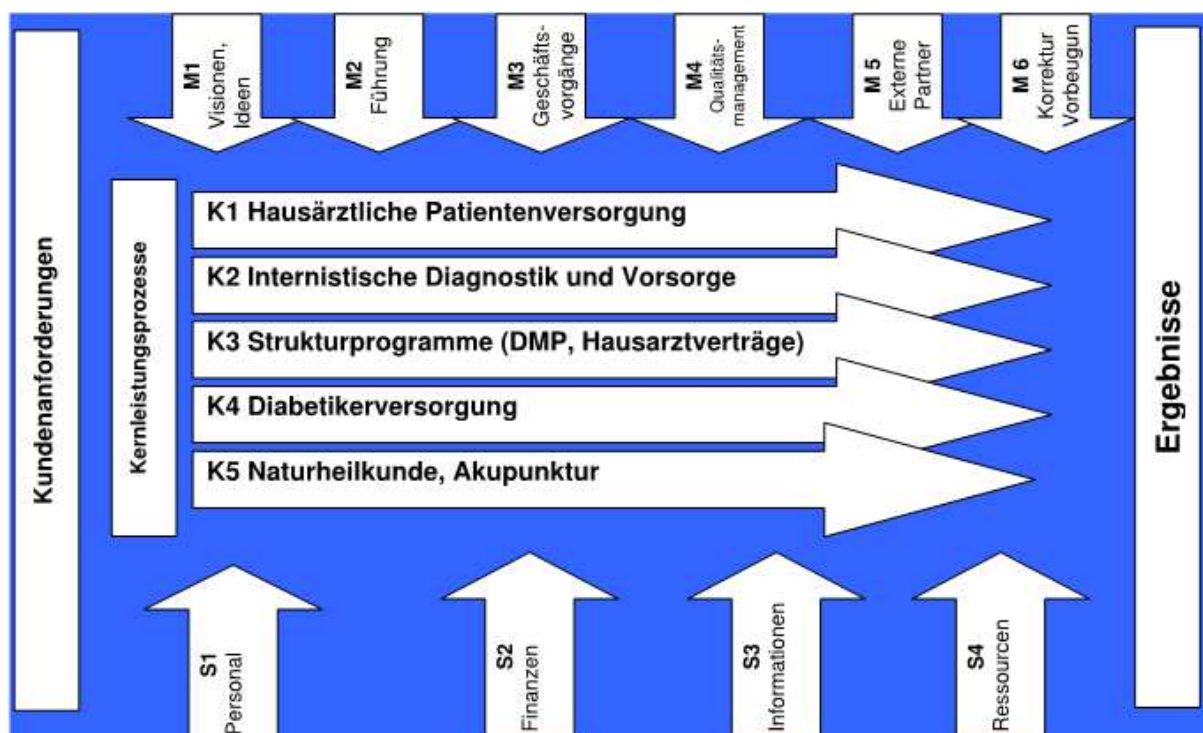 Kundenanforderungen
M1
Visionen,
Ideen
M2
Führung
M3
Geschäfts-
vorgänge
M4
Qualitäts-
management
M 5
Externe
Partner
M 6
Korrektur
Vorbeugun
Kernleistungsprozesse
K1 Hausärztliche Patientenversorgung
K2 Internistische Diagnostik und Vorsorge
K3 Strukturprogramme (DMP, Hausarztverträge)
K4 Diabetikerversorgung
K5 Naturheilkunde, Akupunktur
S1
Personal
S2
Finanzen
S3
Informationen
S4
Ressourcen
Ergebnisse